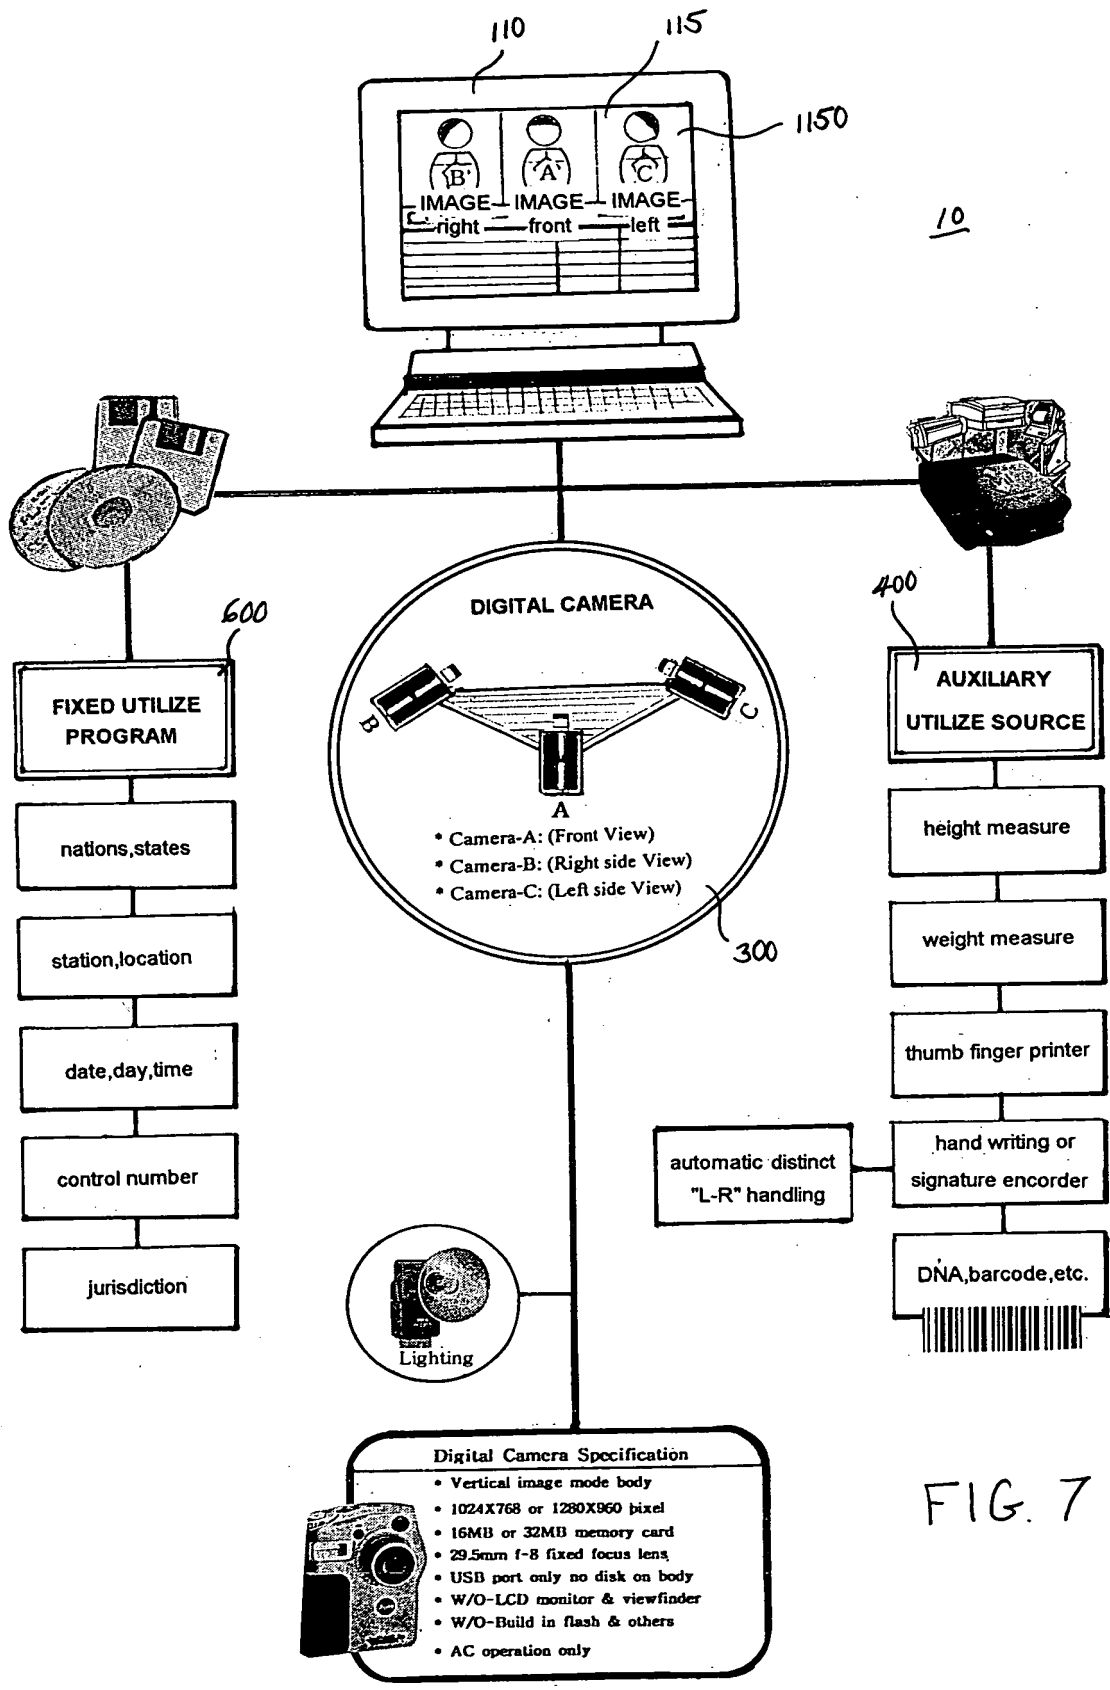 110
115
1150
10
B
A
C
IMAGE IMAGE IMAGE
right front left
DIGITAL CAMERA
B
C
A
* Camera-A: (Front View)
* Camera-B: (Right side View)
* Camera-C: (Left side View)
300
600
FIXED UTILIZE
PROGRAM
nations,states
station,location
date,day,time
control number
jurisdiction
400
AUXILIARY
UTILIZE SOURCE
height measure
weight measure
thumb finger printer
hand writing or
signature encorder
automatic distinct
"L-R" handling
DNA,barcode,etc.
Lighting
Digital Camera Specification
• Vertical image mode body
• 1024X768 or 1280X960 pixel
• 16MB or 32MB memory card
• 29.5mm f-8 fixed focus lens
• USB port only no disk on body
• W/O-LCD monitor & viewfinder
• W/O-Build in flash & others
• AC operation only
FIG. 7